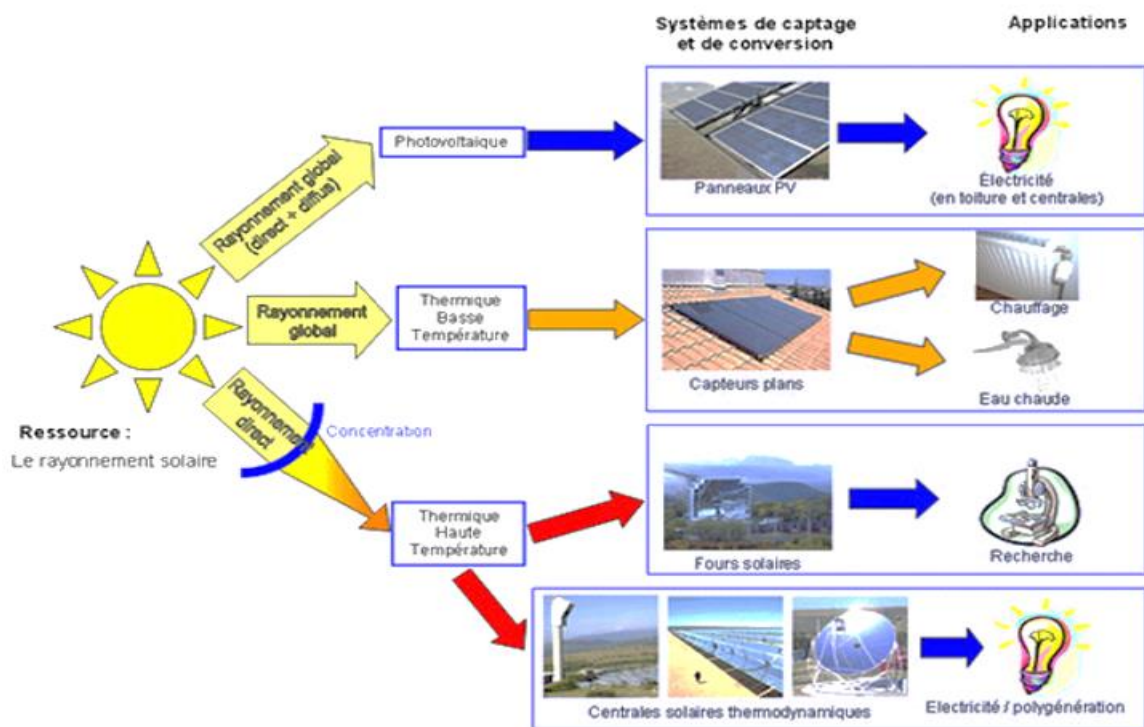 Systèmes de captage
et de conversion
Applications
Rayonnement global
(direct + diffus)
Photovoltaique
Panneaux PV
Électricité
(en toiture et centrales)
Rayonnement
global
Thermique
Basse
Température
Capteurs plans
Chauffage
Eau chaude
Ressource :
Le rayonnement solaire
Rayonnement
direct
Concentration
Thermique
Haute
Température
Fours solaires
Recherche
Centrales solaires thermodynamiques
Electricité / polygénération